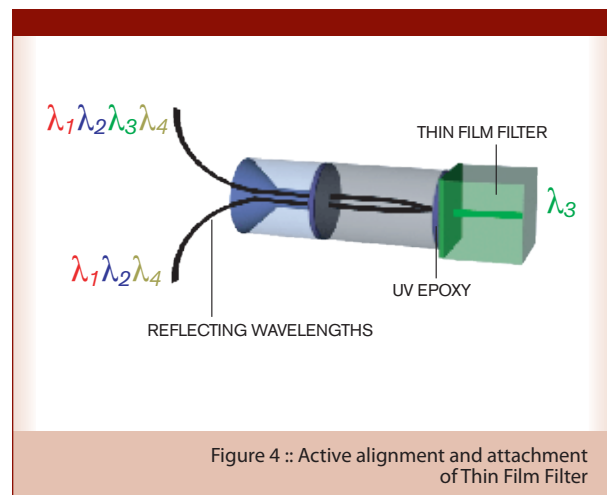 λ1λ2λ3λ4
THIN FILM FILTER
λ3
λ1λ2λ4
UV EPOXY
REFLECTING WAVELENGTHS
Figure 4 :: Active alignment and attachment
of Thin Film Filter